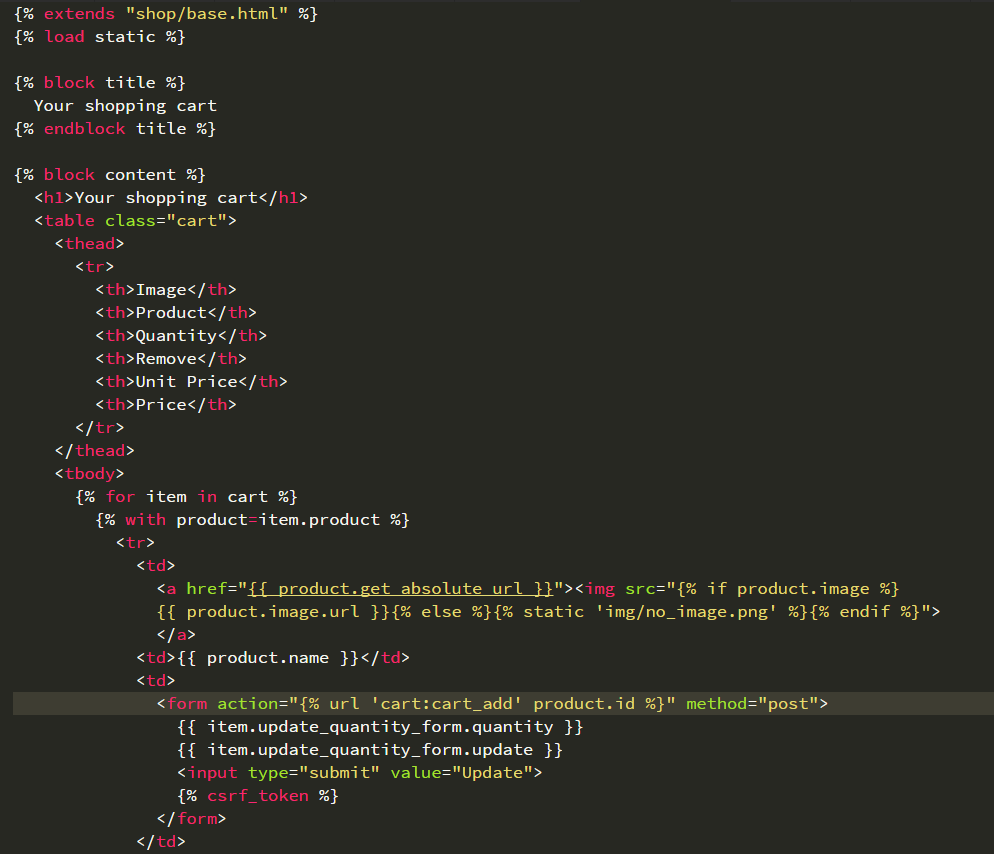 {% extends "shop/base.html" %}
{% load static %}

{% block title %}
  Your shopping cart
{% endblock title %}

{% block content %}
  <h1>Your shopping cart</h1>
  <table class="cart">
    <thead>
      <tr>
        <th>Image</th>
        <th>Product</th>
        <th>Quantity</th>
        <th>Remove</th>
        <th>Unit Price</th>
        <th>Price</th>
      </tr>
    </thead>
    <tbody>
      {% for item in cart %}
        {% with product=item.product %}
          <tr>
            <td>
              <a href="{{ product.get_absolute_url }}"><img src="{% if product.image %}
              {{ product.image.url }}{% else %}{% static 'img/no_image.png' %}{% endif %}">
              </a>
            <td>{{ product.name }}</td>
            <td>
              <form action="{% url 'cart:cart_add' product.id %}" method="post">
                {{ item.update_quantity_form.quantity }}
                {{ item.update_quantity_form.update }}
                <input type="submit" value="Update">
                {% csrf_token %}
              </form>
            </td>